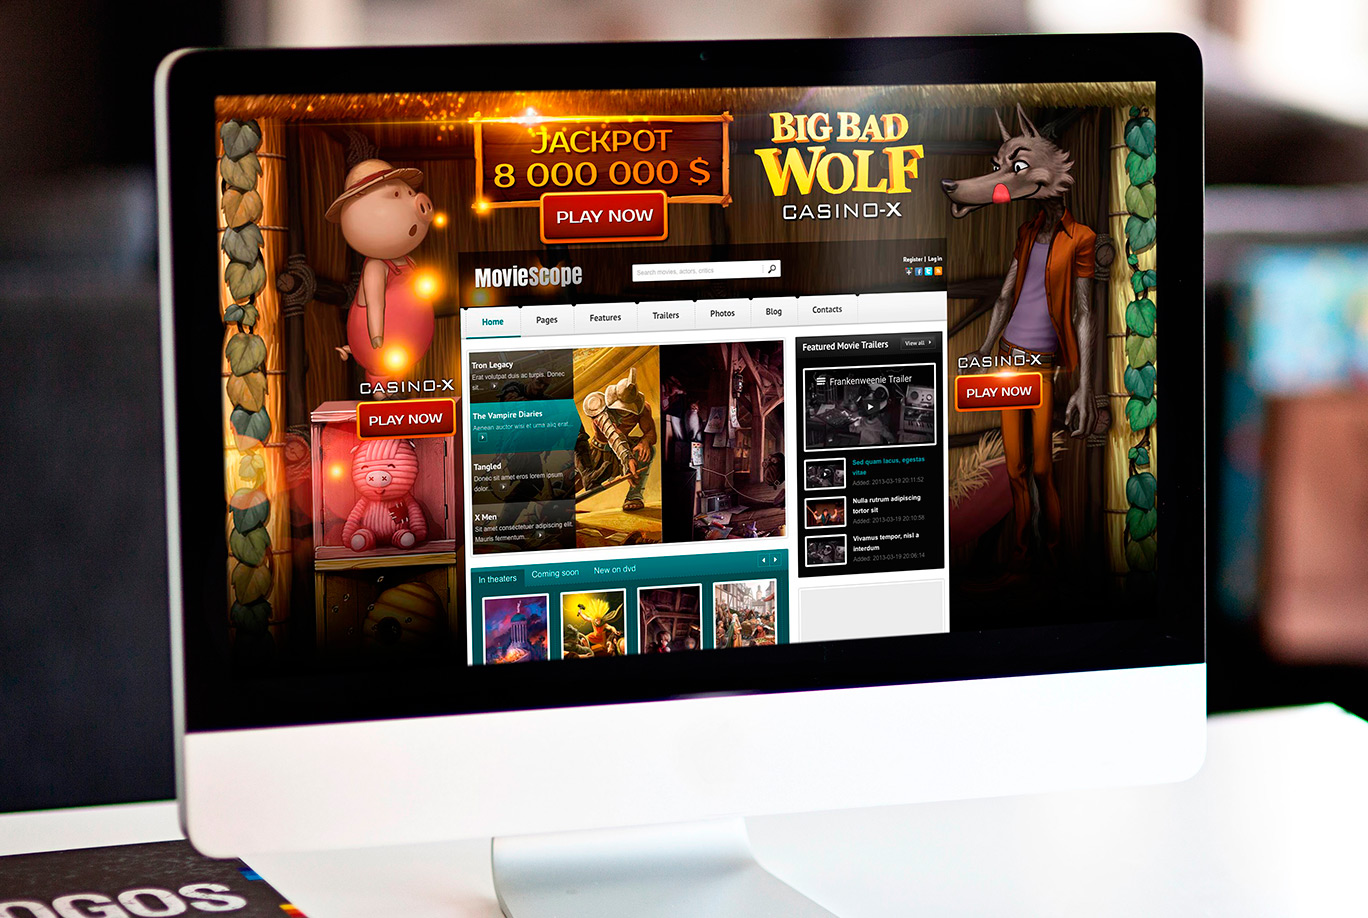 JACKPOT
8 000 000 $
PLAY NOW
BIG BAD
WOLF
CASINO-X
MovieScope
Search movies, actors, critics
Register | Log in
Home Pages Features Trailers Photos Blog Contacts
Tron Legacy
Erat volutpat duis ac turpis. Donec
sit...
The Vampire Diaries
Aenean auctor wisi et urna aliq erat...
Tangled
Donec sit amet eros lorem ipsum
dolor...
X Men
Sit amet consectetuer adipiscing elit.
Mauris fermentum...
Featured Movie Trailers View all
Frankenweenie Trailer
Sed quam lacus, egestas
vitae
Added: 2013-03-19 20:11:52
Nulla rutrum adipiscing
tortor sit
Added: 2013-03-19 20:10:58
Vivamus tempor, nisl a
interdum
Added: 2013-03-19 20:06:14
CASINO-X
PLAY NOW
CASINO-X
PLAY NOW
In theaters Coming soon New on dvd
OGOS